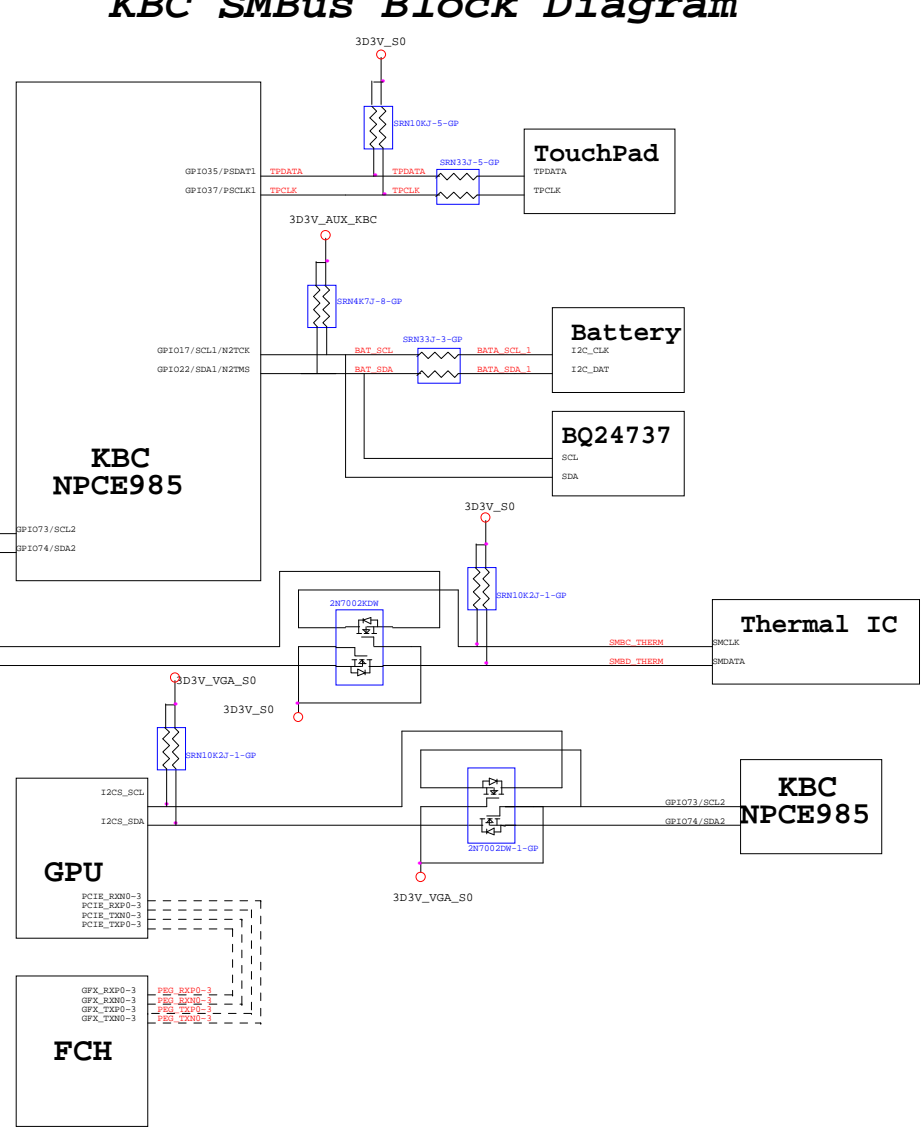 KBC SMBus Block Diagram
3D3V_S0
SRN10KJ-5-GP
TouchPad
SRN33J-5-GP
GPIO35/PSDAT1 TPDATA TPDATA TPDATA
GPIO37/PSCLK1 TPCLK TPCLK TPCLK
3D3V_AUX_KBC
SRN4K7J-8-GP
Battery
SRN33J-3-GP
GPIO17/SCL1/N2TCK BAT_SCL BATA_SCL_1 I2C_CLK
GPIO22/SDA1/N2TMS BAT_SDA BATA_SDA_1 I2C_DAT
BQ24737
SCL
SDA
KBC
NPCE985
3D3V_S0
GPIO73/SCL2
GPIO74/SDA2
SRN10K2J-1-GP
2N7002KDW
Thermal IC
SMBC_THERM SMCLK
SMBD_THERM SMDATA
3D3V_VGA_S0
3D3V_S0
SRN10K2J-1-GP
KBC
NPCE985
I2CS_SCL GPIO73/SCL2
I2CS_SDA GPIO74/SDA2
2N7002DW-1-GP
GPU
3D3V_VGA_S0
PCIE_RXN0-3
PCIE_RXP0-3
PCIE_TXN0-3
PCIE_TXP0-3
GFX_RXP0-3 PEG_RXP0-3
GFX_RXN0-3 PEG_RXN0-3
GFX_TXP0-3 PEG_TXP0-3
GFX_TXN0-3 PEG_TXN0-3
FCH